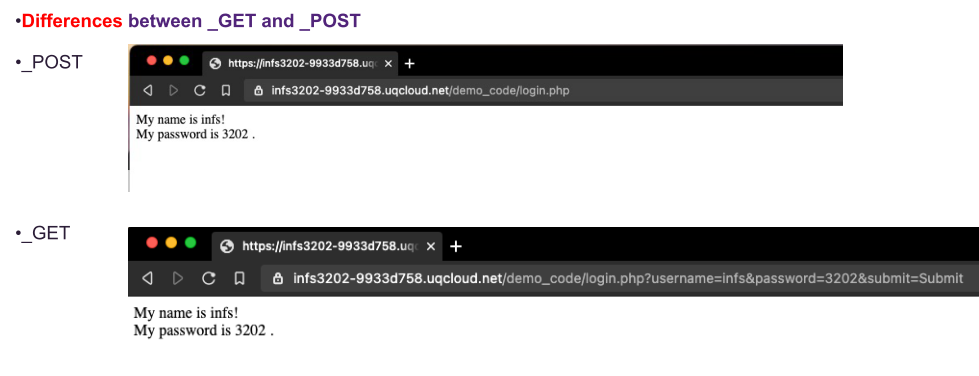 •Differences between _GET and _POST
•_POST
https://infs3202-9933d758.uq
infs3202-9933d758.uqcloud.net/demo_code/login.php
My name is infs!
My password is 3202 .
•_GET
https://infs3202-9933d758.uq
infs3202-9933d758.uqcloud.net/demo_code/login.php?username=infs&password=3202&submit=Submit
My name is infs!
My password is 3202 .